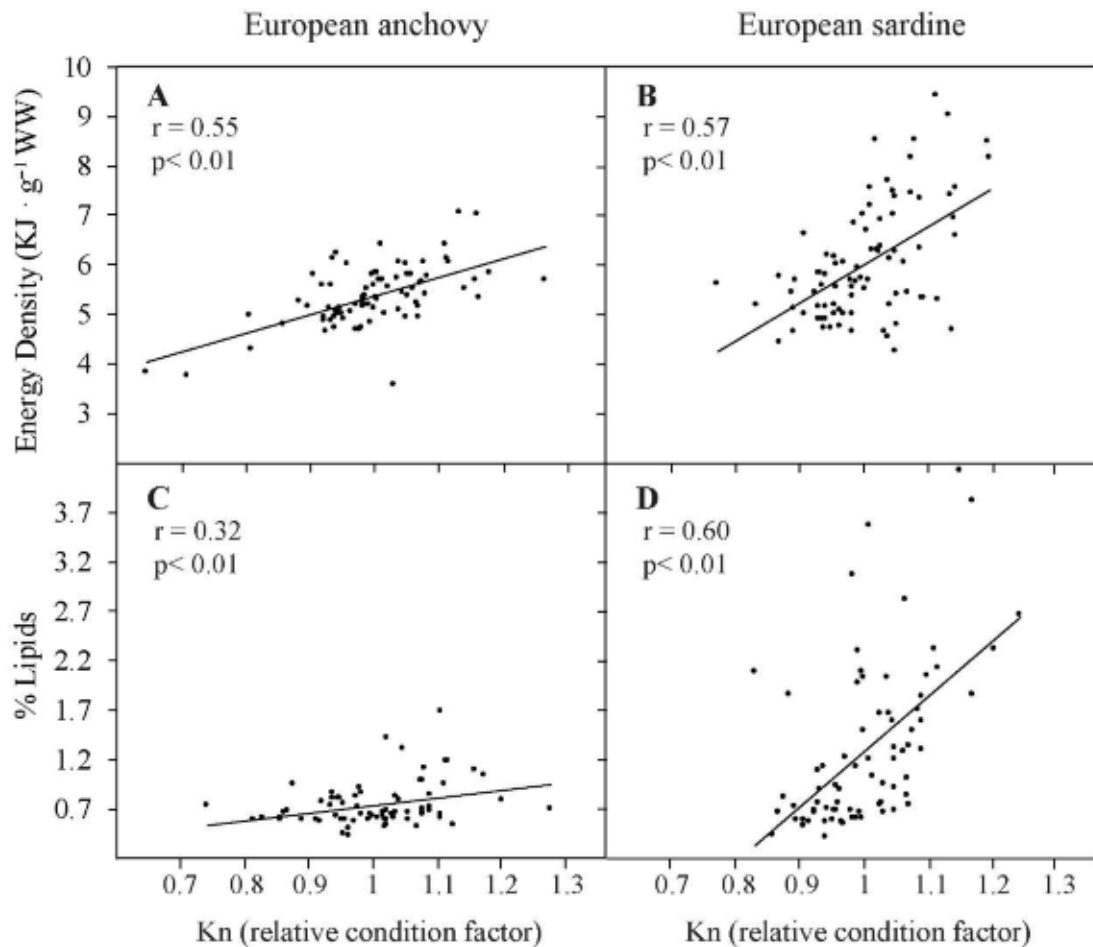 European anchovy
European sardine
Energy Density (KJ · g⁻¹ WW)
10
9
8
7
6
5
4
3
A
r = 0.55
p< 0.01
B
r = 0.57
p< 0.01
% Lipids
3.7
3.2
2.7
2.2
1.7
1.2
0.7
C
r = 0.32
p< 0.01
D
r = 0.60
p< 0.01
0.7 0.8 0.9 1 1.1 1.2 1.3
0.7 0.8 0.9 1 1.1 1.2 1.3
Kn (relative condition factor)
Kn (relative condition factor)